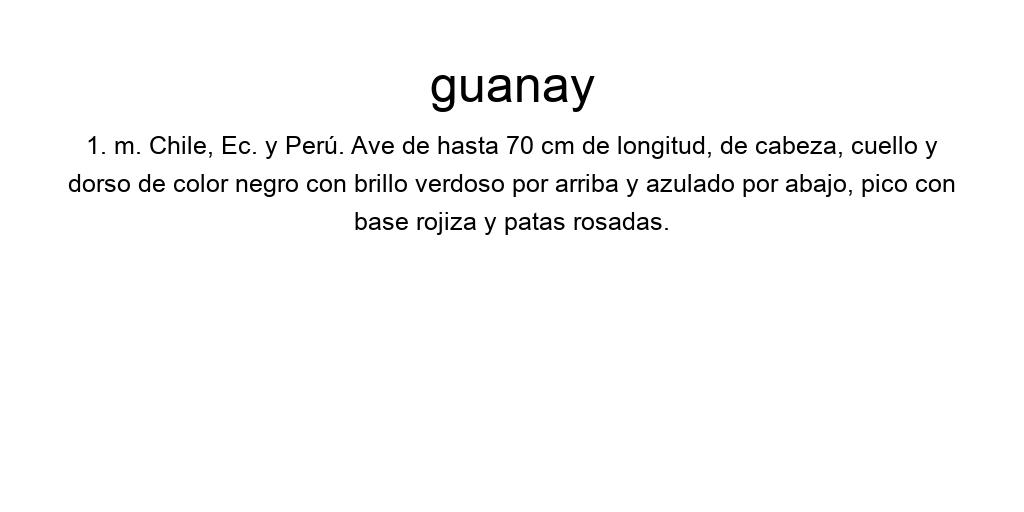 guanay
1. m. Chile, Ec. y Perú. Ave de hasta 70 cm de longitud, de cabeza, cuello y
dorso de color negro con brillo verdoso por arriba y azulado por abajo, pico con
base rojiza y patas rosadas.